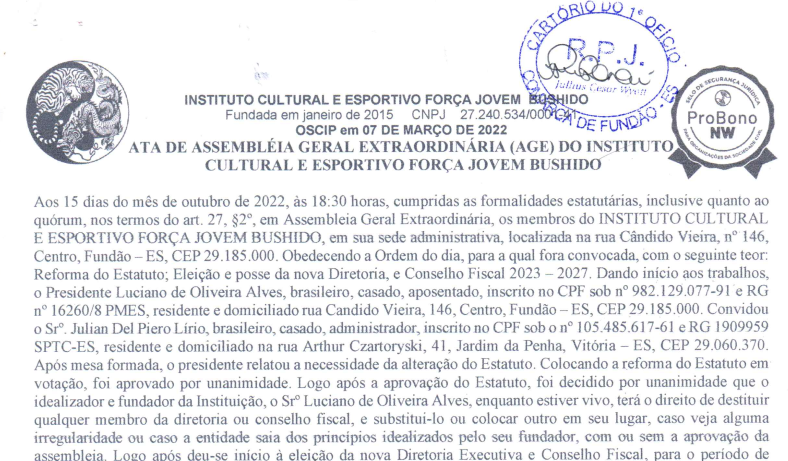 CARTÓRIO DO 1º OFÍCIO
R.P.J.
Jullius Cesar Wyatt
COMARCA DE FUNDÃO - ES
SELO DE SEGURANÇA JURÍDICA
ProBono
NW
PARA ORGANIZAÇÕES DA SOCIEDADE CIVIL
INSTITUTO CULTURAL E ESPORTIVO FORÇA JOVEM BUSHIDO
Fundada em janeiro de 2015 CNPJ 27.240.534/000
OSCIP em 07 DE MARÇO DE 2022
ATA DE ASSEMBLÉIA GERAL EXTRAORDINÁRIA (AGE) DO INSTITUTO
CULTURAL E ESPORTIVO FORÇA JOVEM BUSHIDO
Aos 15 dias do mês de outubro de 2022, às 18:30 horas, cumpridas as formalidades estatutárias, inclusive quanto ao
quórum, nos termos do art. 27, §2º, em Assembleia Geral Extraordinária, os membros do INSTITUTO CULTURAL
E ESPORTIVO FORÇA JOVEM BUSHIDO, em sua sede administrativa, localizada na rua Cândido Vieira, nº 146,
Centro, Fundão – ES, CEP 29.185.000. Obedecendo a Ordem do dia, para a qual fora convocada, com o seguinte teor:
Reforma do Estatuto; Eleição e posse da nova Diretoria, e Conselho Fiscal 2023 – 2027. Dando início aos trabalhos,
o Presidente Luciano de Oliveira Alves, brasileiro, casado, aposentado, inscrito no CPF sob nº 982.129.077-91 e RG
nº 16260/8 PMES, residente e domiciliado rua Candido Vieira, 146, Centro, Fundão – ES, CEP 29.185.000. Convidou
o Srº. Julian Del Piero Lírio, brasileiro, casado, administrador, inscrito no CPF sob o nº 105.485.617-61 e RG 1909959
SPTC-ES, residente e domiciliado na rua Arthur Czartoryski, 41, Jardim da Penha, Vitória – ES, CEP 29.060.370.
Após mesa formada, o presidente relatou a necessidade da alteração do Estatuto. Colocando a reforma do Estatuto em
votação, foi aprovado por unanimidade. Logo após a aprovação do Estatuto, foi decidido por unanimidade que o
idealizador e fundador da Instituição, o Srº Luciano de Oliveira Alves, enquanto estiver vivo, terá o direito de destituir
qualquer membro da diretoria ou conselho fiscal, e substitui-lo ou colocar outro em seu lugar, caso veja alguma
irregularidade ou caso a entidade saia dos princípios idealizados pelo seu fundador, com ou sem a aprovação da
assembleia. Logo após deu-se início à eleição da nova Diretoria Executiva e Conselho Fiscal, para o período de